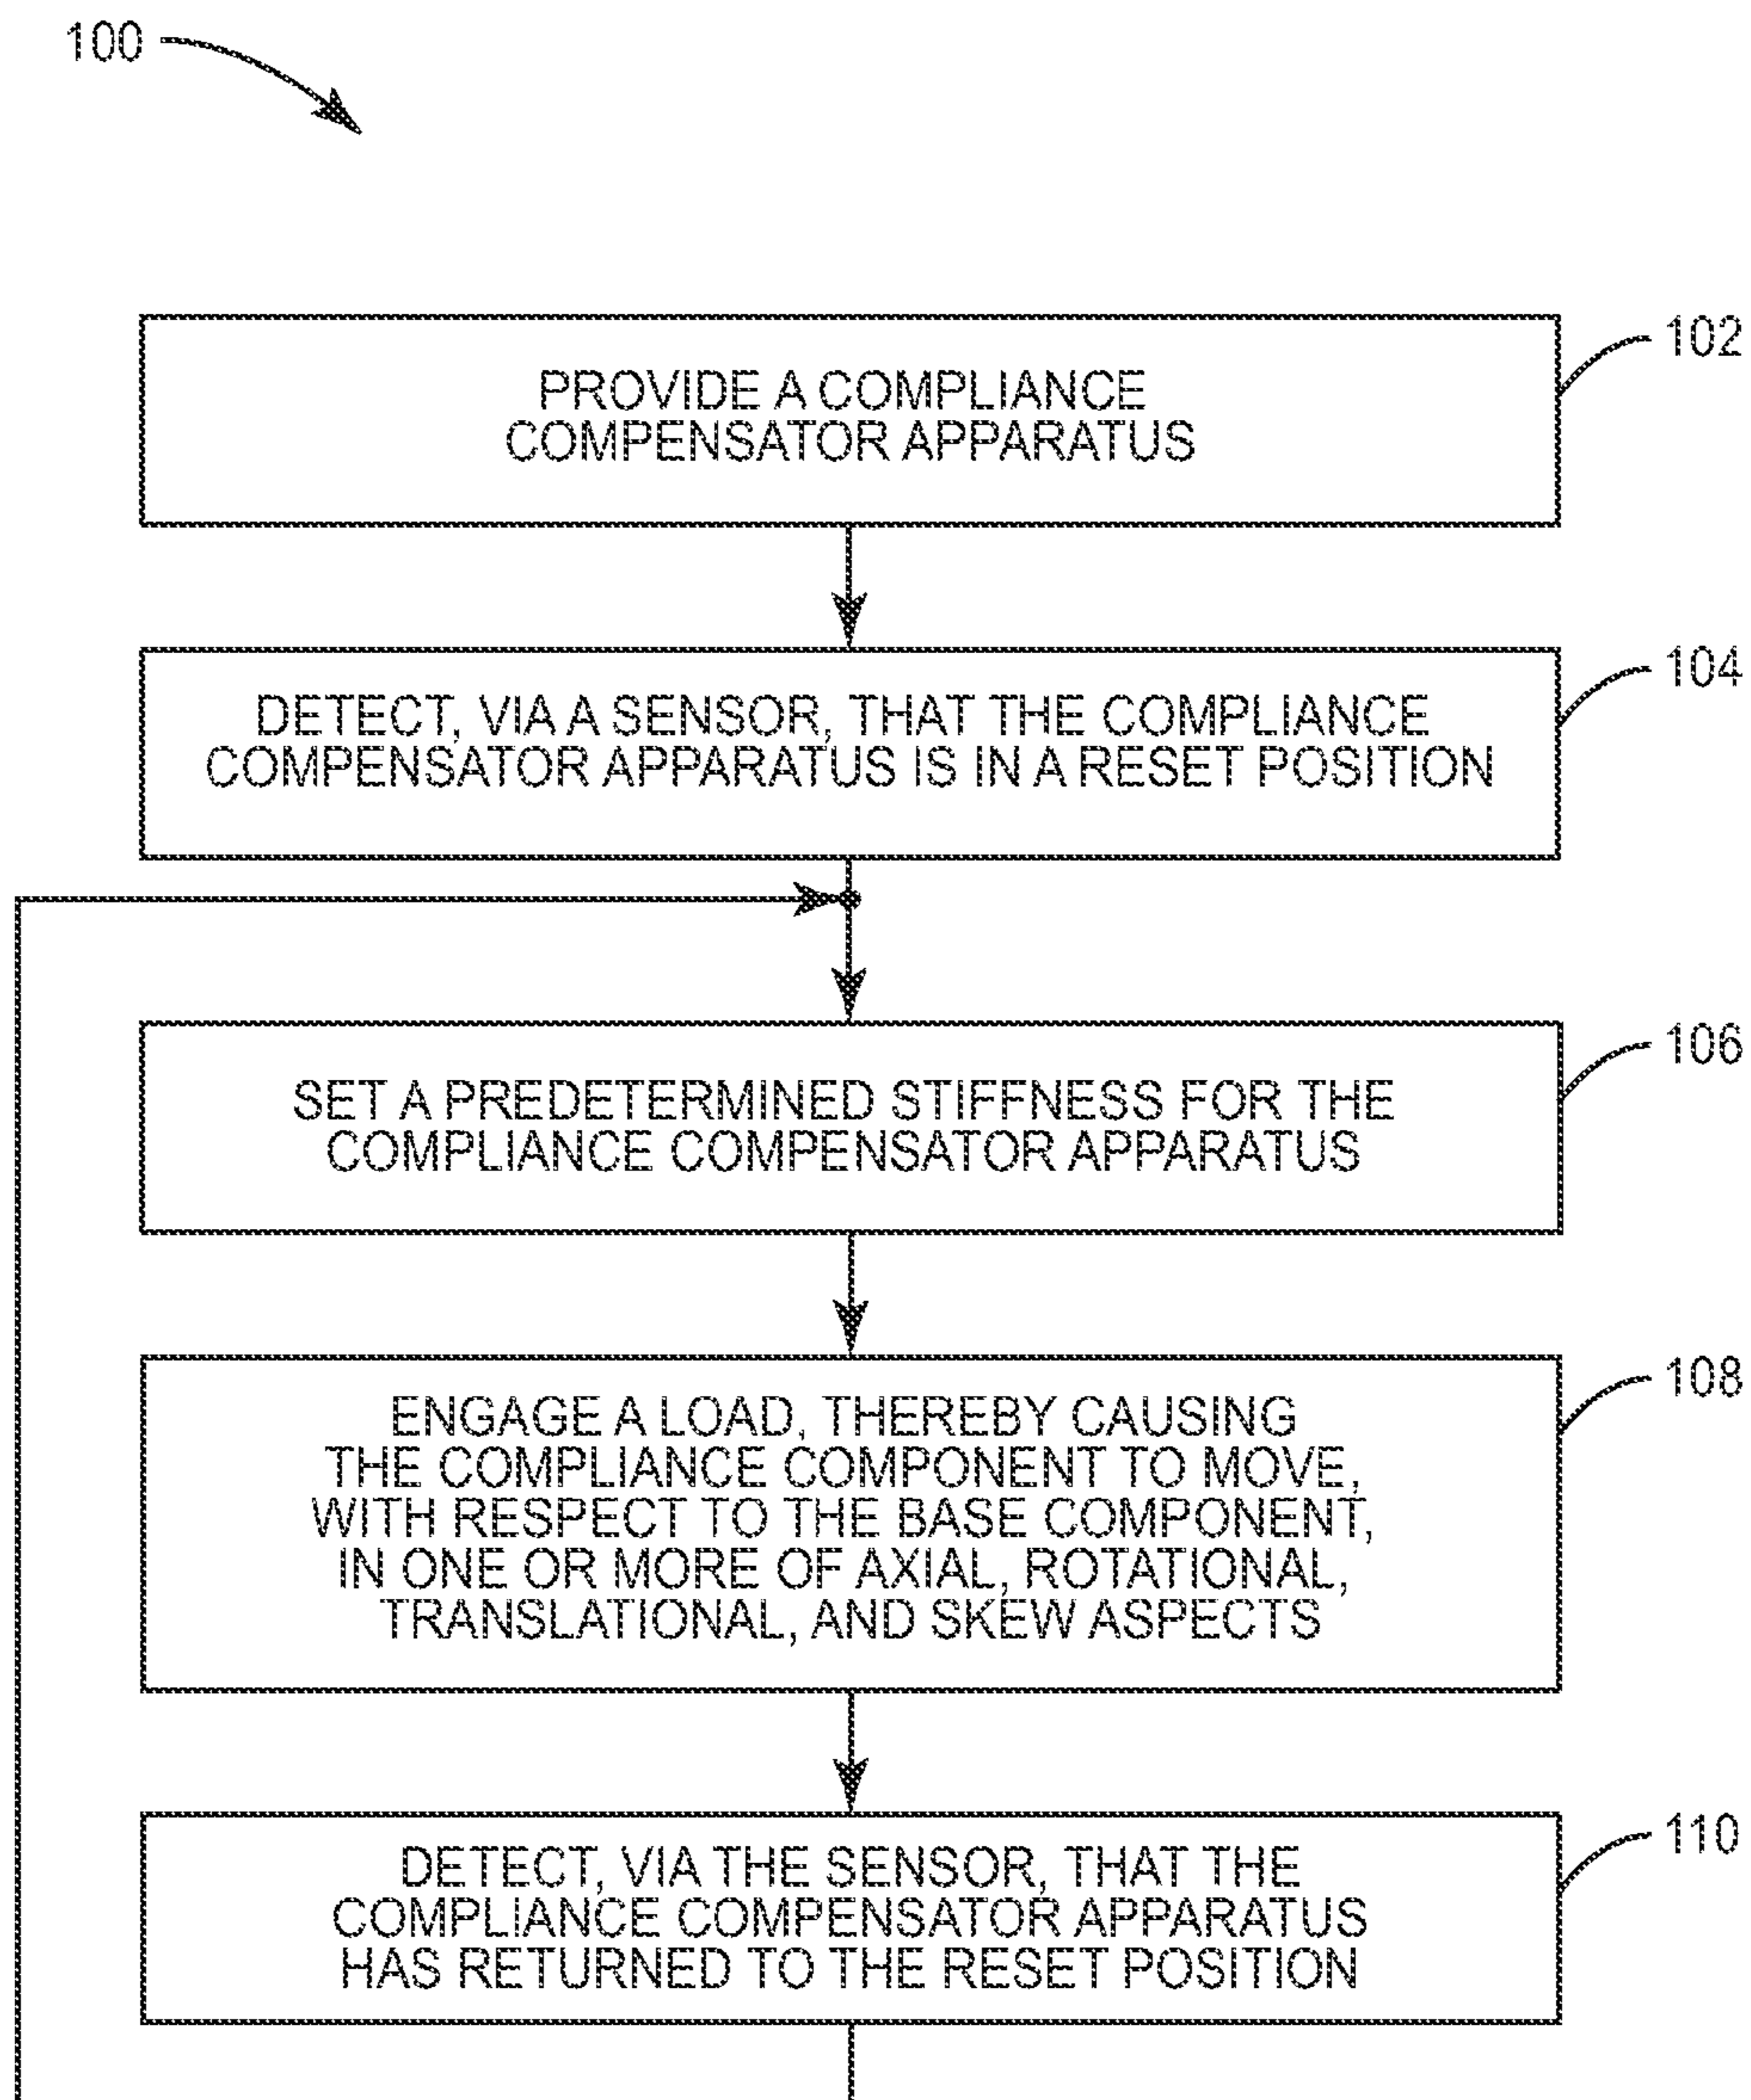 100
PROVIDE A COMPLIANCE
COMPENSATOR APPARATUS
102
DETECT, VIA A SENSOR, THAT THE COMPLIANCE
COMPENSATOR APPARATUS IS IN A RESET POSITION
104
SET A PREDETERMINED STIFFNESS FOR THE
COMPLIANCE COMPENSATOR APPARATUS
106
ENGAGE A LOAD, THEREBY CAUSING
THE COMPLIANCE COMPONENT TO MOVE,
WITH RESPECT TO THE BASE COMPONENT,
IN ONE OR MORE OF AXIAL, ROTATIONAL,
TRANSLATIONAL, AND SKEW ASPECTS
108
DETECT, VIA THE SENSOR, THAT THE
COMPLIANCE COMPENSATOR APPARATUS
HAS RETURNED TO THE RESET POSITION
110